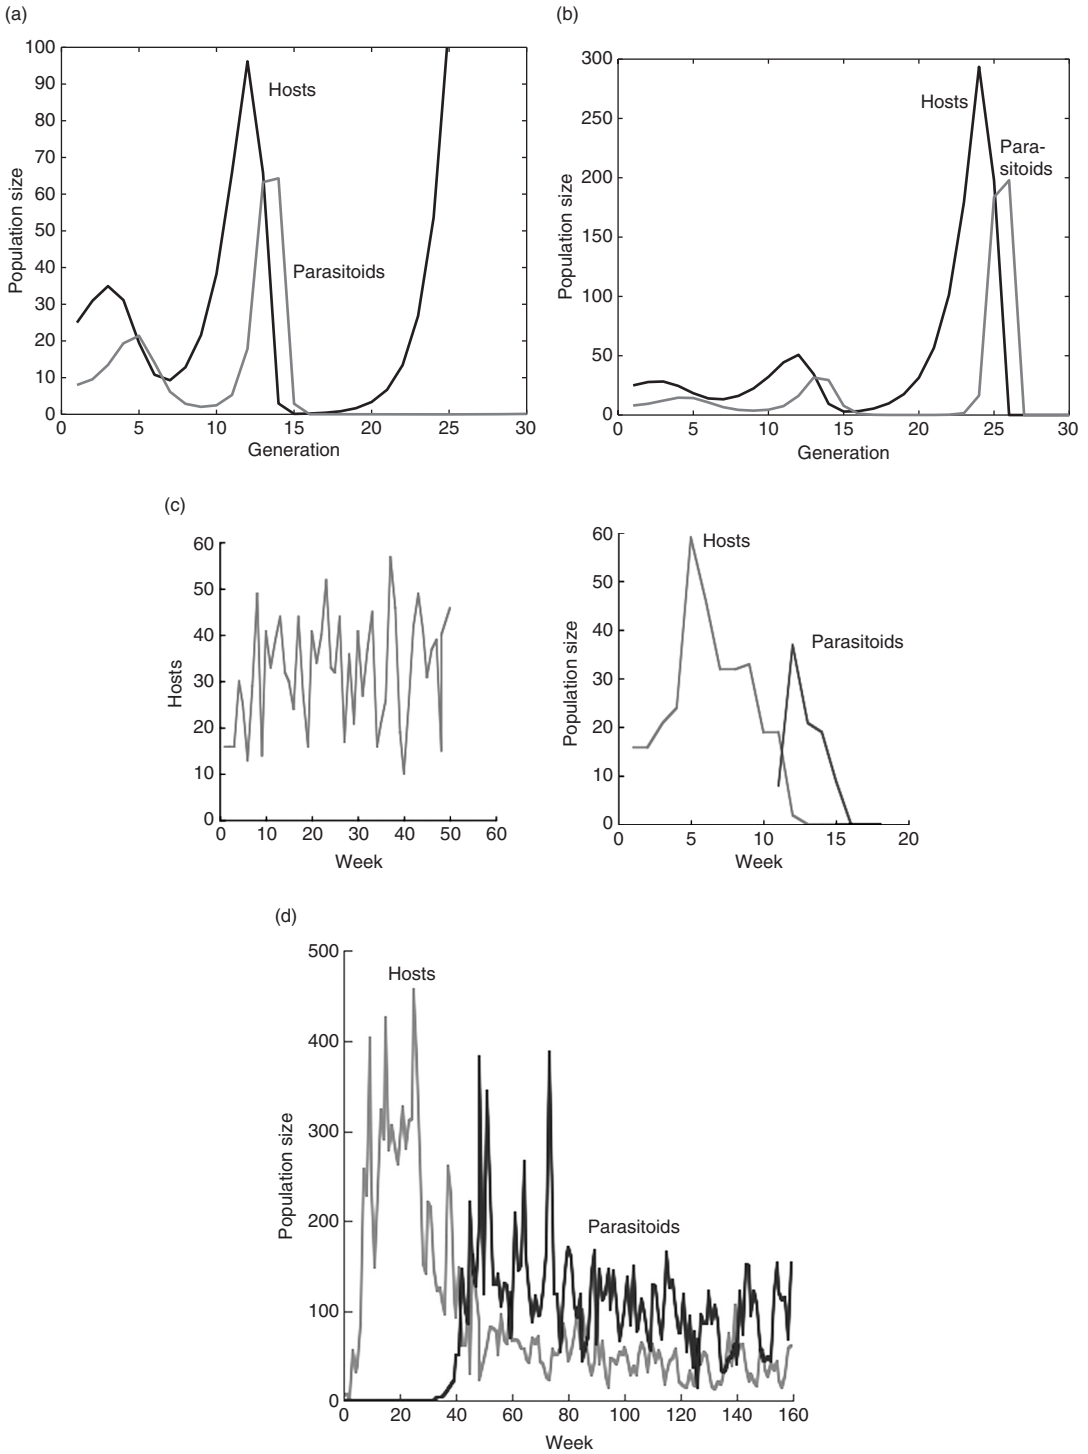 (a)
100
90
80
70
60
50
40
30
20
10
0
Population size
Hosts
Parasitoids
0 5 10 15 20 25 30
Generation
(b)
300
250
200
150
100
50
0
Population size
Hosts
Para-
sitoids
0 5 10 15 20 25 30
Generation
(c)
60
50
40
30
20
10
0
Hosts
0 10 20 30 40 50 60
Week
60
50
40
30
20
10
0
Population size
Hosts
Parasitoids
0 5 10 15 20
Week
(d)
500
400
300
200
100
0
Population size
Hosts
Parasitoids
0 20 40 60 80 100 120 140 160
Week